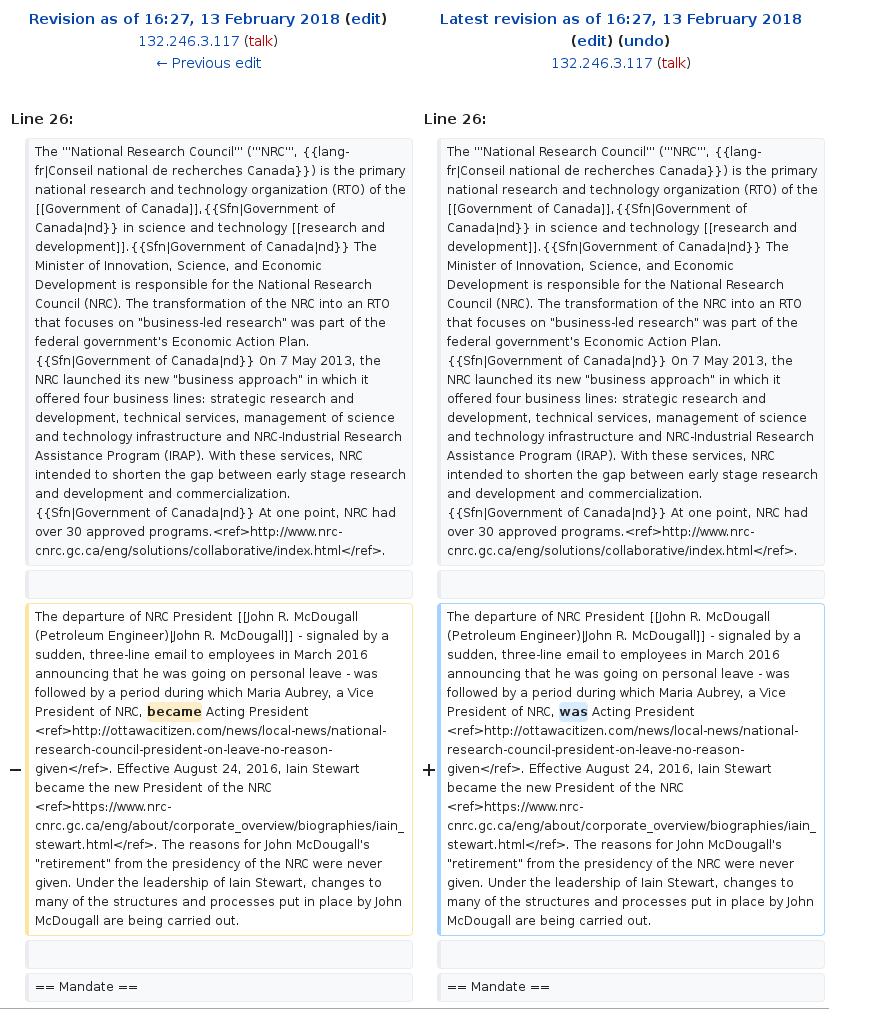 Revision as of 16:27, 13 February 2018 (edit)
132.246.3.117 (talk)
← Previous edit
Latest revision as of 16:27, 13 February 2018
(edit) (undo)
132.246.3.117 (talk)
Line 26:
Line 26:
The '''National Research Council''' ('''NRC''', {{lang-
fr|Conseil national de recherches Canada}}) is the primary
national research and technology organization (RTO) of the
[[Government of Canada]],{{Sfn|Government of
Canada|nd}} in science and technology [[research and
development]].{{Sfn|Government of Canada|nd}} The
Minister of Innovation, Science, and Economic
Development is responsible for the National Research
Council (NRC). The transformation of the NRC into an RTO
that focuses on "business-led research" was part of the
federal government's Economic Action Plan.
{{Sfn|Government of Canada|nd}} On 7 May 2013, the
NRC launched its new "business approach" in which it
offered four business lines: strategic research and
development, technical services, management of science
and technology infrastructure and NRC-Industrial Research
Assistance Program (IRAP). With these services, NRC
intended to shorten the gap between early stage research
and development and commercialization.
{{Sfn|Government of Canada|nd}} At one point, NRC had
over 30 approved programs.<ref>http://www.nrc-
cnrc.gc.ca/eng/solutions/collaborative/index.html</ref>.
The '''National Research Council''' ('''NRC''', {{lang-
fr|Conseil national de recherches Canada}}) is the primary
national research and technology organization (RTO) of the
[[Government of Canada]],{{Sfn|Government of
Canada|nd}} in science and technology [[research and
development]].{{Sfn|Government of Canada|nd}} The
Minister of Innovation, Science, and Economic
Development is responsible for the National Research
Council (NRC). The transformation of the NRC into an RTO
that focuses on "business-led research" was part of the
federal government's Economic Action Plan.
{{Sfn|Government of Canada|nd}} On 7 May 2013, the
NRC launched its new "business approach" in which it
offered four business lines: strategic research and
development, technical services, management of science
and technology infrastructure and NRC-Industrial Research
Assistance Program (IRAP). With these services, NRC
intended to shorten the gap between early stage research
and development and commercialization.
{{Sfn|Government of Canada|nd}} At one point, NRC had
over 30 approved programs.<ref>http://www.nrc-
cnrc.gc.ca/eng/solutions/collaborative/index.html</ref>.
−
The departure of NRC President [[John R. McDougall
(Petroleum Engineer)|John R. McDougall]] - signaled by a
sudden, three-line email to employees in March 2016
announcing that he was going on personal leave - was
followed by a period during which Maria Aubrey, a Vice
President of NRC, became Acting President
<ref>http://ottawacitizen.com/news/local-news/national-
research-council-president-on-leave-no-reason-
given</ref>. Effective August 24, 2016, Iain Stewart
became the new President of the NRC
<ref>https://www.nrc-
cnrc.gc.ca/eng/about/corporate_overview/biographies/iain_
stewart.html</ref>. The reasons for John McDougall's
"retirement" from the presidency of the NRC were never
given. Under the leadership of Iain Stewart, changes to
many of the structures and processes put in place by John
McDougall are being carried out.
+
The departure of NRC President [[John R. McDougall
(Petroleum Engineer)|John R. McDougall]] - signaled by a
sudden, three-line email to employees in March 2016
announcing that he was going on personal leave - was
followed by a period during which Maria Aubrey, a Vice
President of NRC, was Acting President
<ref>http://ottawacitizen.com/news/local-news/national-
research-council-president-on-leave-no-reason-
given</ref>. Effective August 24, 2016, Iain Stewart
became the new President of the NRC
<ref>https://www.nrc-
cnrc.gc.ca/eng/about/corporate_overview/biographies/iain_
stewart.html</ref>. The reasons for John McDougall's
"retirement" from the presidency of the NRC were never
given. Under the leadership of Iain Stewart, changes to
many of the structures and processes put in place by John
McDougall are being carried out.
== Mandate ==
== Mandate ==